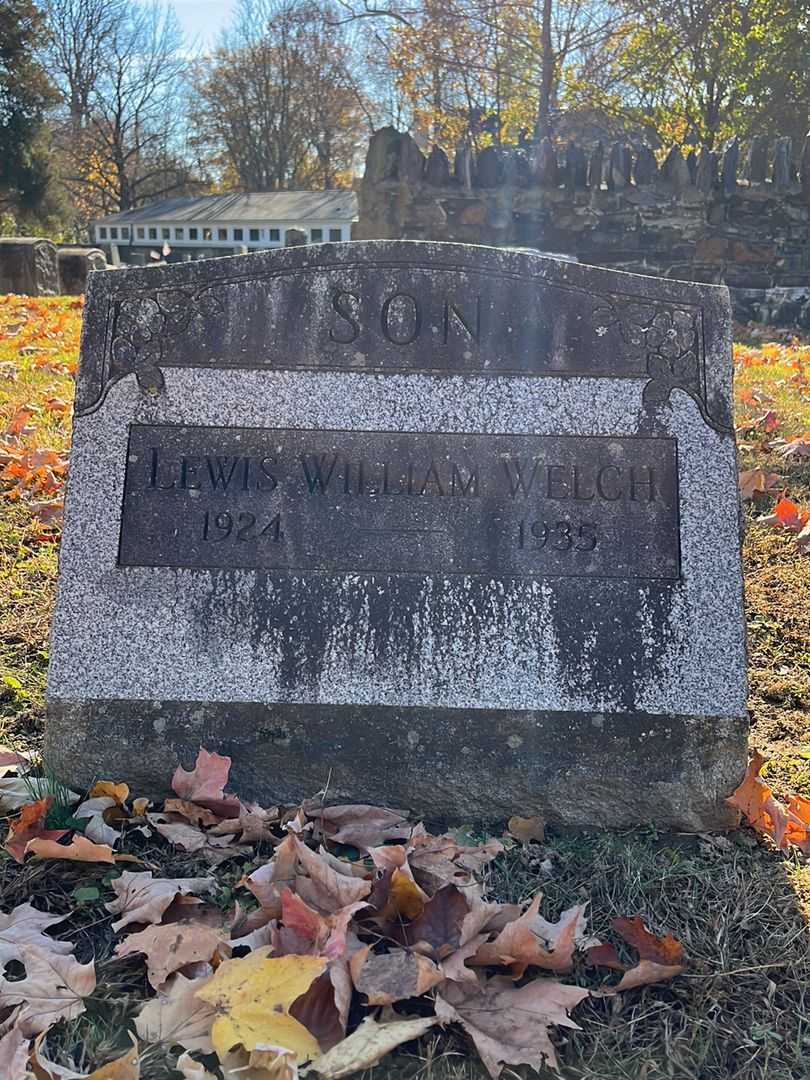 SON
LEWIS WILLIAM WELCH
1924 — 1935